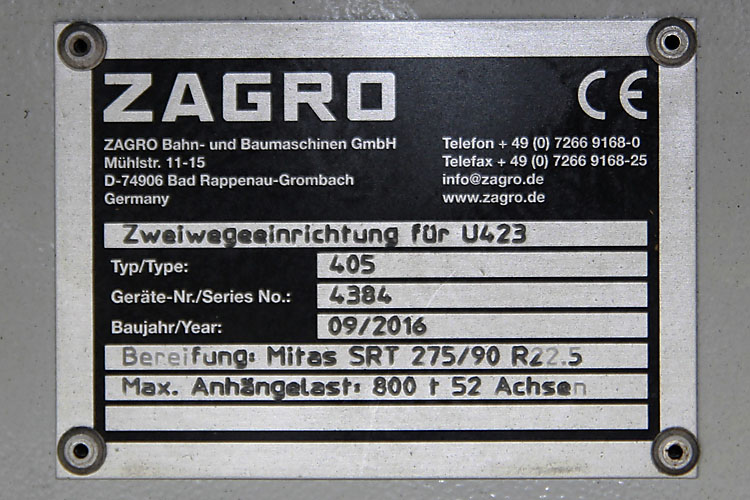 ZAGRO CE
ZAGRO Bahn- und Baumaschinen GmbH
Mühlstr. 11-15
D-74906 Bad Rappenau-Grombach
Germany
Telefon + 49 (0) 7266 9168-0
Telefax + 49 (0) 7266 9168-25
info@zagro.de
www.zagro.de
Zweiwegeeinrichtung für U423
Typ/Type: 405
Geräte-Nr./Series No.: 4384
Baujahr/Year: 09/2016
Bereifung: Mitas SRT 275/90 R22.5
Max. Anhängelast: 800 t 52 Achsen